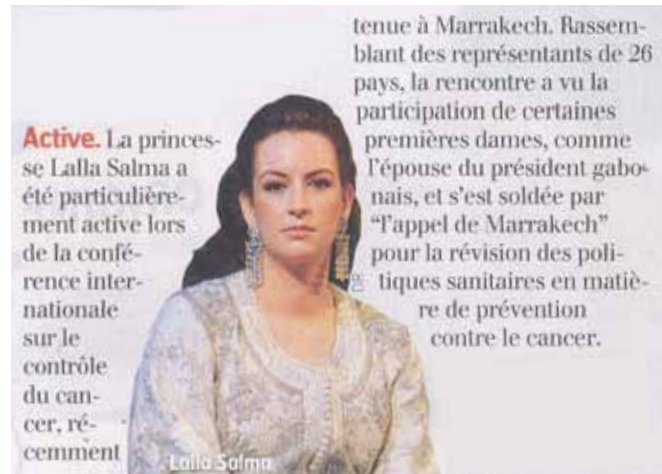 Active. La princes-
se Lalla Salma a
été particulière-
ment active lors
de la confé-
rence inter-
nationale
sur le
contrôle
du can-
cer, ré-
cemment
tenue à Marrakech. Rassem-
blant des représentants de 26
pays, la rencontre a vu la
participation de certaines
premières dames, comme
l'épouse du président gabo-
nais, et s'est soldée par
“l'appel de Marrakech”
pour la révision des poli-
tiques sanitaires en matiè-
re de prévention
contre le cancer.
DR
Lalla Salma